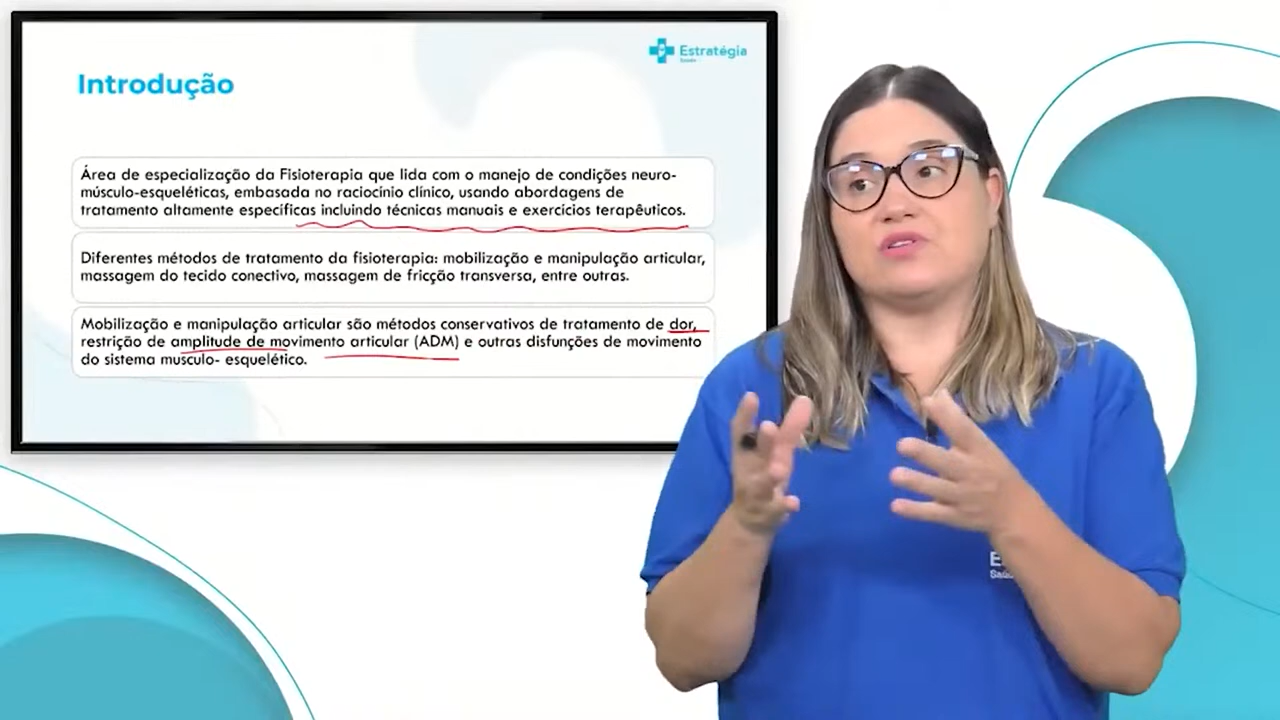 Estratégia
Saúde
Introdução
Área de especialização da Fisioterapia que lida com o manejo de condições neuro-
músculo-esqueléticas, embasada no raciocínio clínico, usando abordagens de
tratamento altamente específicas incluindo técnicas manuais e exercícios terapêuticos.
Diferentes métodos de tratamento da fisioterapia: mobilização e manipulação articular,
massagem do tecido conectivo, massagem de fricção transversa, entre outras.
Mobilização e manipulação articular são métodos conservativos de tratamento de dor,
restrição de amplitude de movimento articular (ADM) e outras disfunções de movimento
do sistema musculo- esquelético.